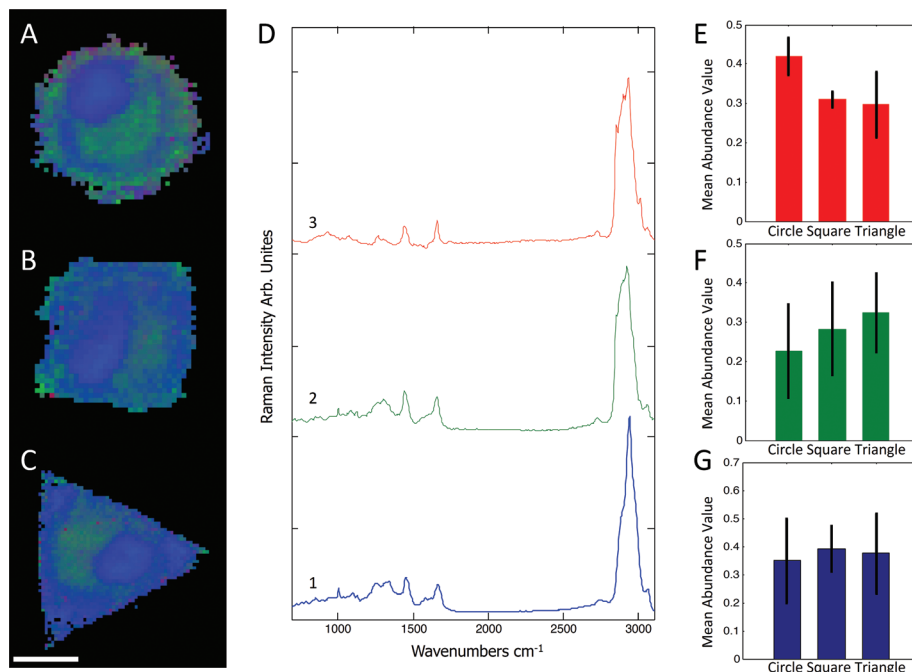 A
B
C
D
Raman Intensity Arb. Unites
3
2
1
1000 1500 2000 2500 3000
Wavenumbers cm-1
E
Mean Abundance Value
0.5
0.4
0.3
0.2
0.1
0
Circle Square Triangle
F
Mean Abundance Value
0.5
0.4
0.3
0.2
0.1
0
Circle Square Triangle
G
Mean Abundance Value
0.7
0.6
0.5
0.4
0.3
0.2
0.1
0
Circle Square Triangle